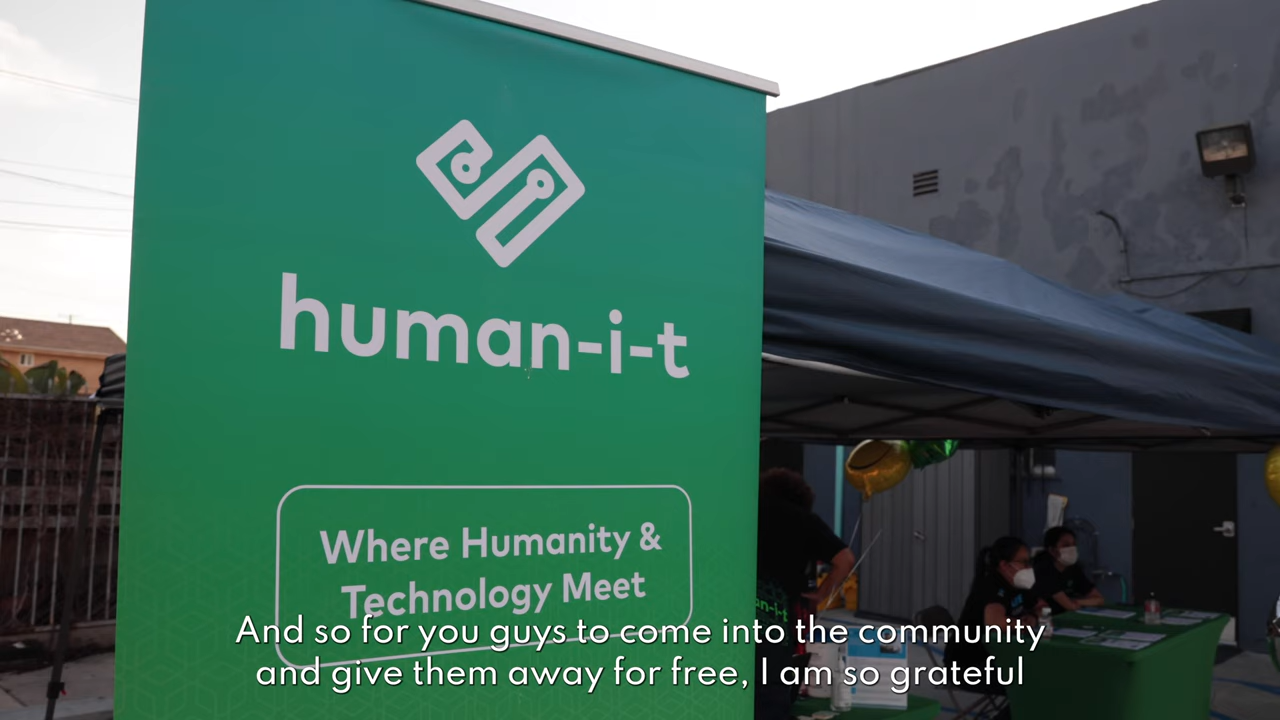 human-i-t
Where Humanity &
Technology Meet
an-i-t
And so for you guys to come into the community
and give them away for free, I am so grateful